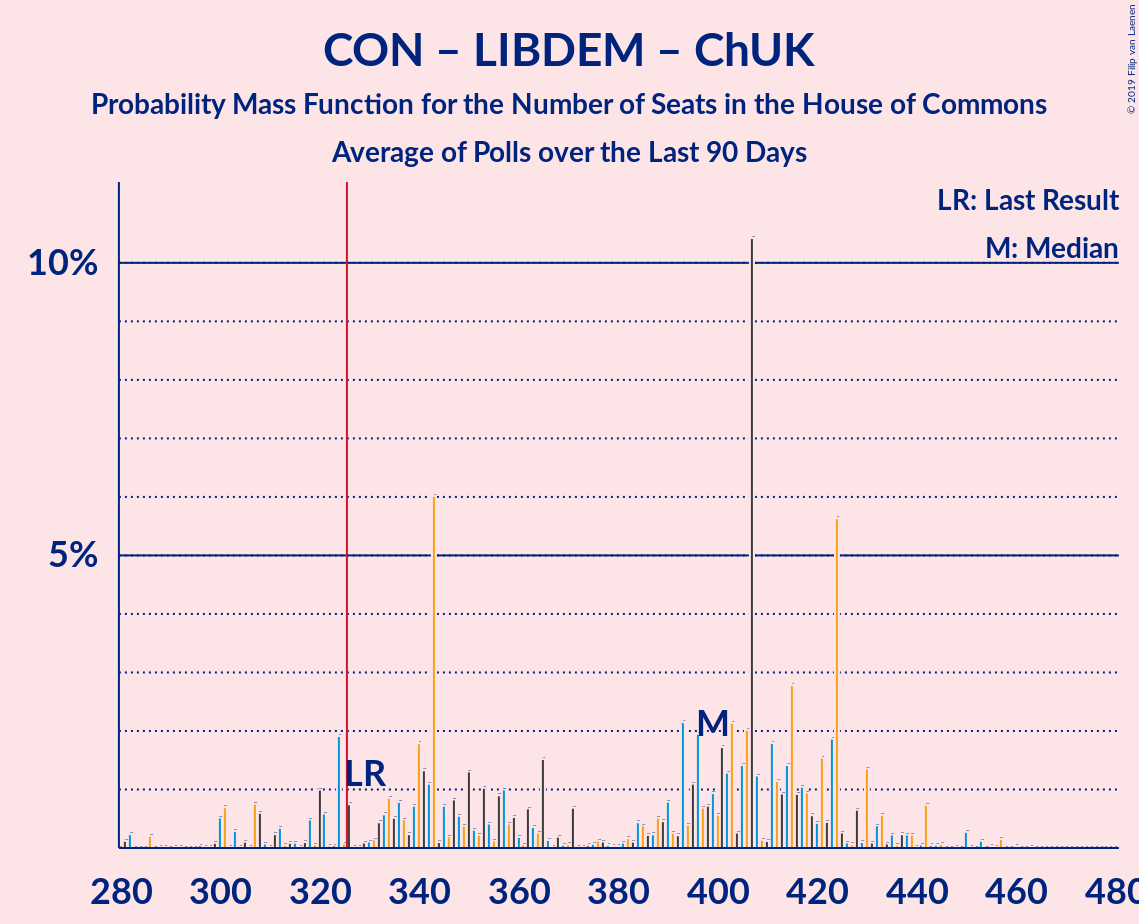 CON – LIBDEM – ChUK
Probability Mass Function for the Number of Seats in the House of Commons
Average of Polls over the Last 90 Days
© 2019 Filip van Laenen
LR: Last Result
M: Median
10%
5%
LR
M
280 300 320 340 360 380 400 420 440 460 480